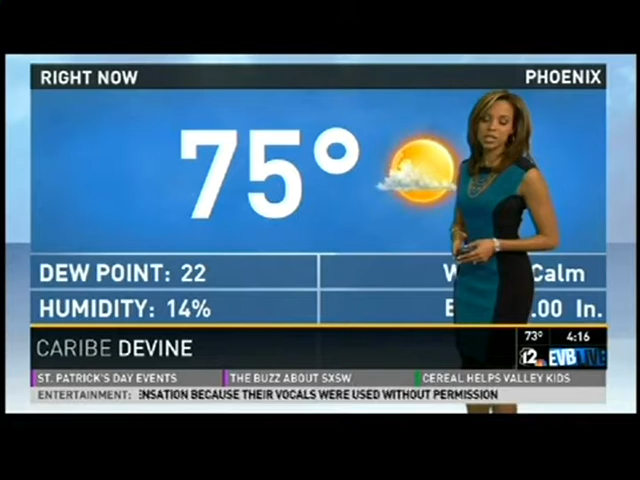 RIGHT NOW PHOENIX
75°
DEW POINT: 22 W Calm
HUMIDITY: 14% .00 In.
CARIBE DEVINE
73° 4:16
12 EVB LIVE
ST. PATRICK'S DAY EVENTS THE BUZZ ABOUT SXSW CEREAL HELPS VALLEY KIDS
ENTERTAINMENT: ENSATION BECAUSE THEIR VOCALS WERE USED WITHOUT PERMISSION